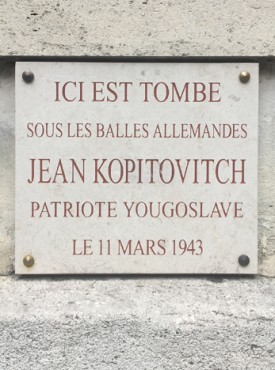 ICI EST TOMBE
SOUS LES BALLES ALLEMANDES
JEAN KOPITOVITCH
PATRIOTE YOUGOSLAVE
LE 11 MARS 1943